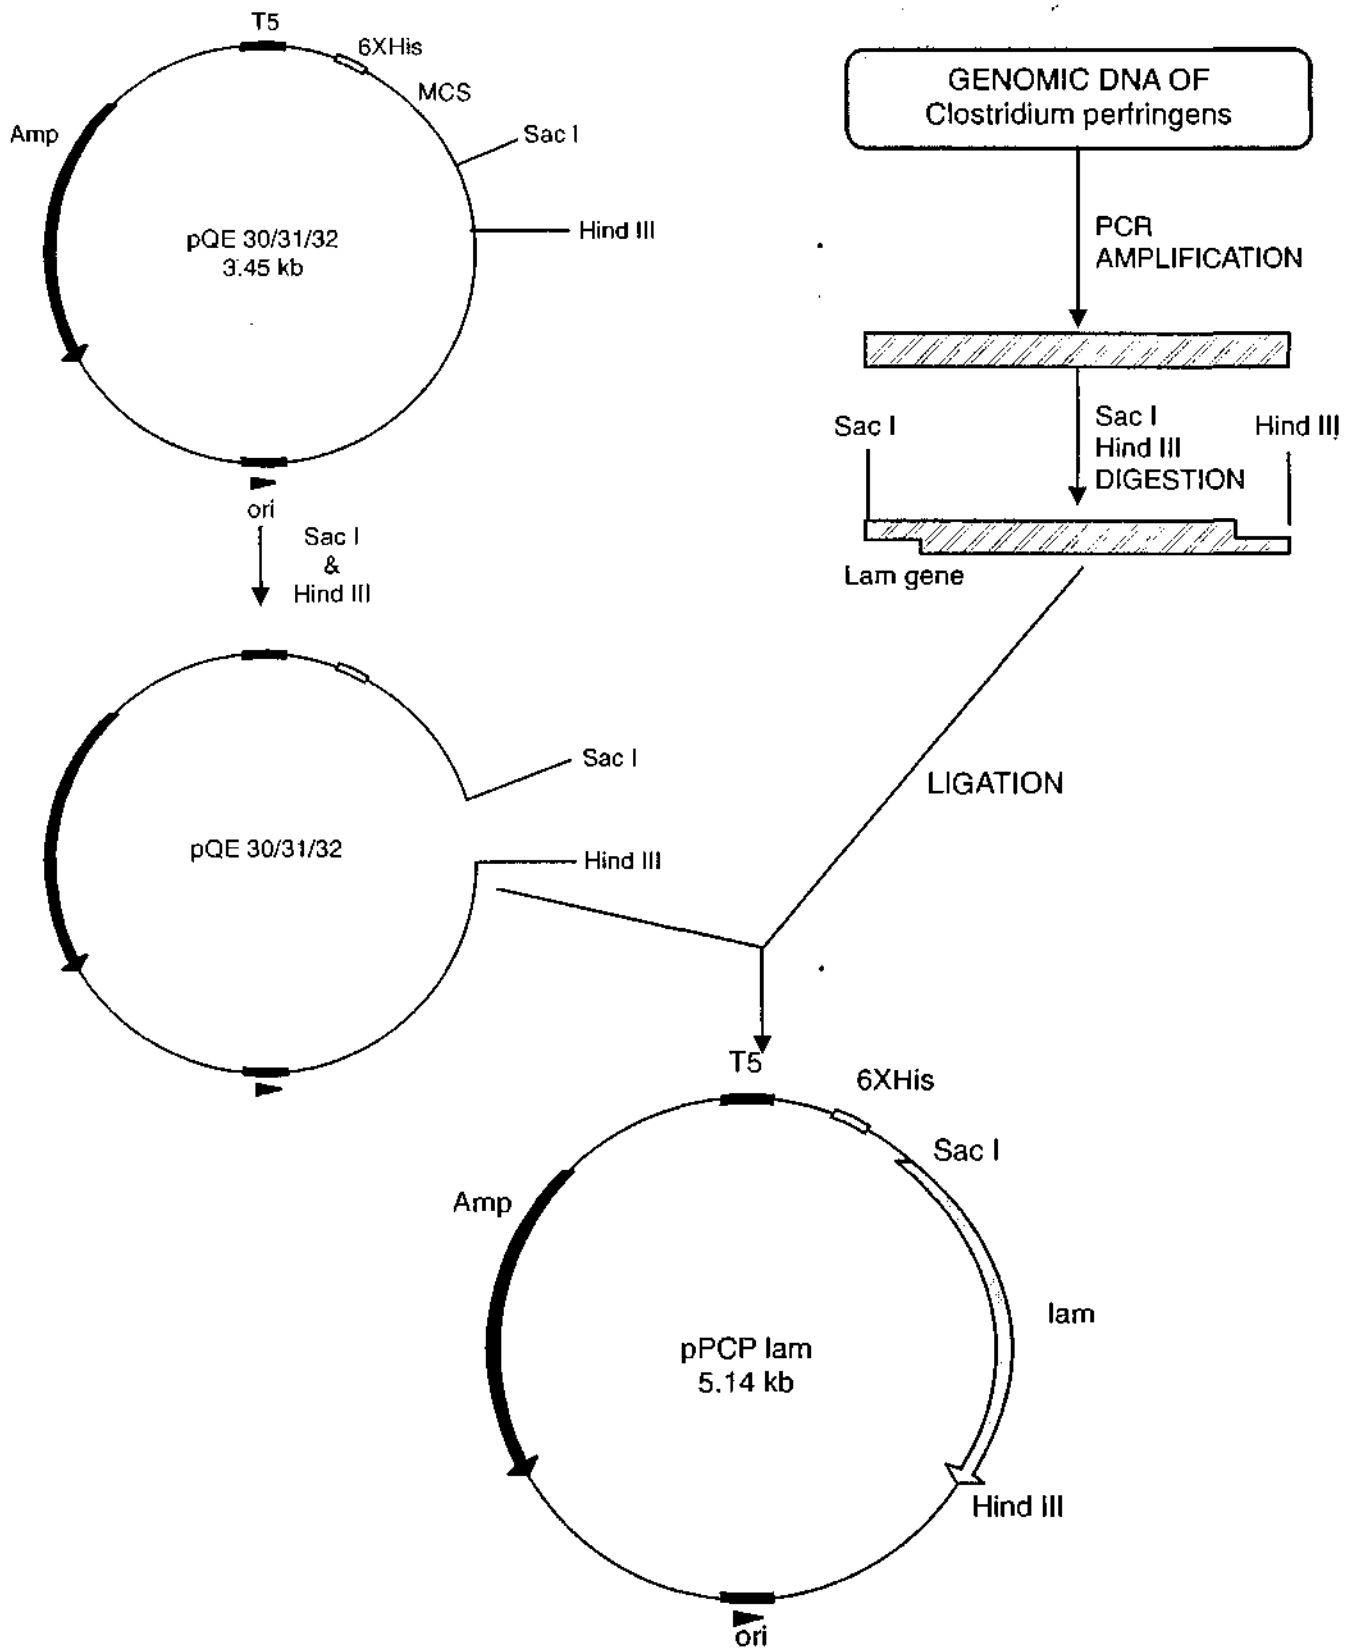 T5
6XHis
MCS
Sac I
Amp
Hind III
pQE 30/31/32
3.45 kb
ori
Sac I
&
Hind III
pQE 30/31/32
Sac I
Hind III
GENOMIC DNA OF
Clostridium perfringens
PCR
AMPLIFICATION
Sac I
Hind III
DIGESTION
Sac I
Hind III
Lam gene
LIGATION
T5
6XHis
Sac I
Amp
lam
pPCP lam
5.14 kb
Hind III
ori